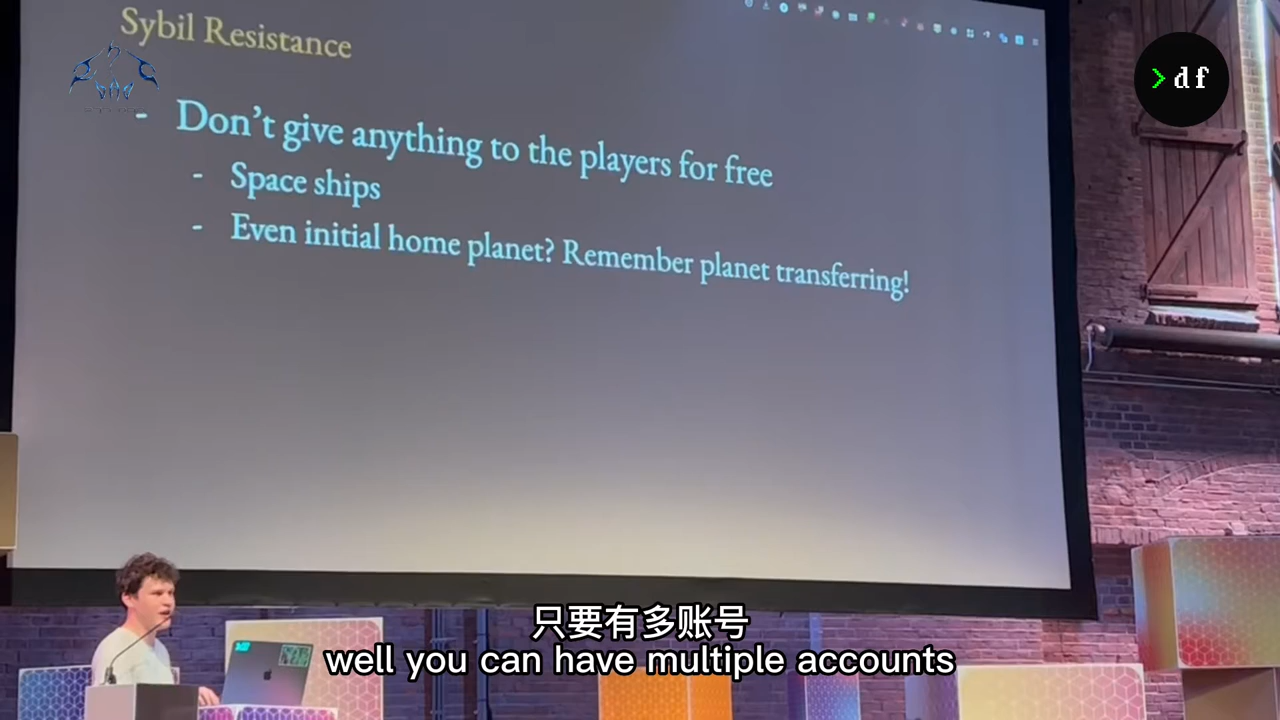 Sybil Resistance
>df
- Don't give anything to the players for free
- Space ships
- Even initial home planet? Remember planet transferring!
只要有多账号
well you can have multiple accounts